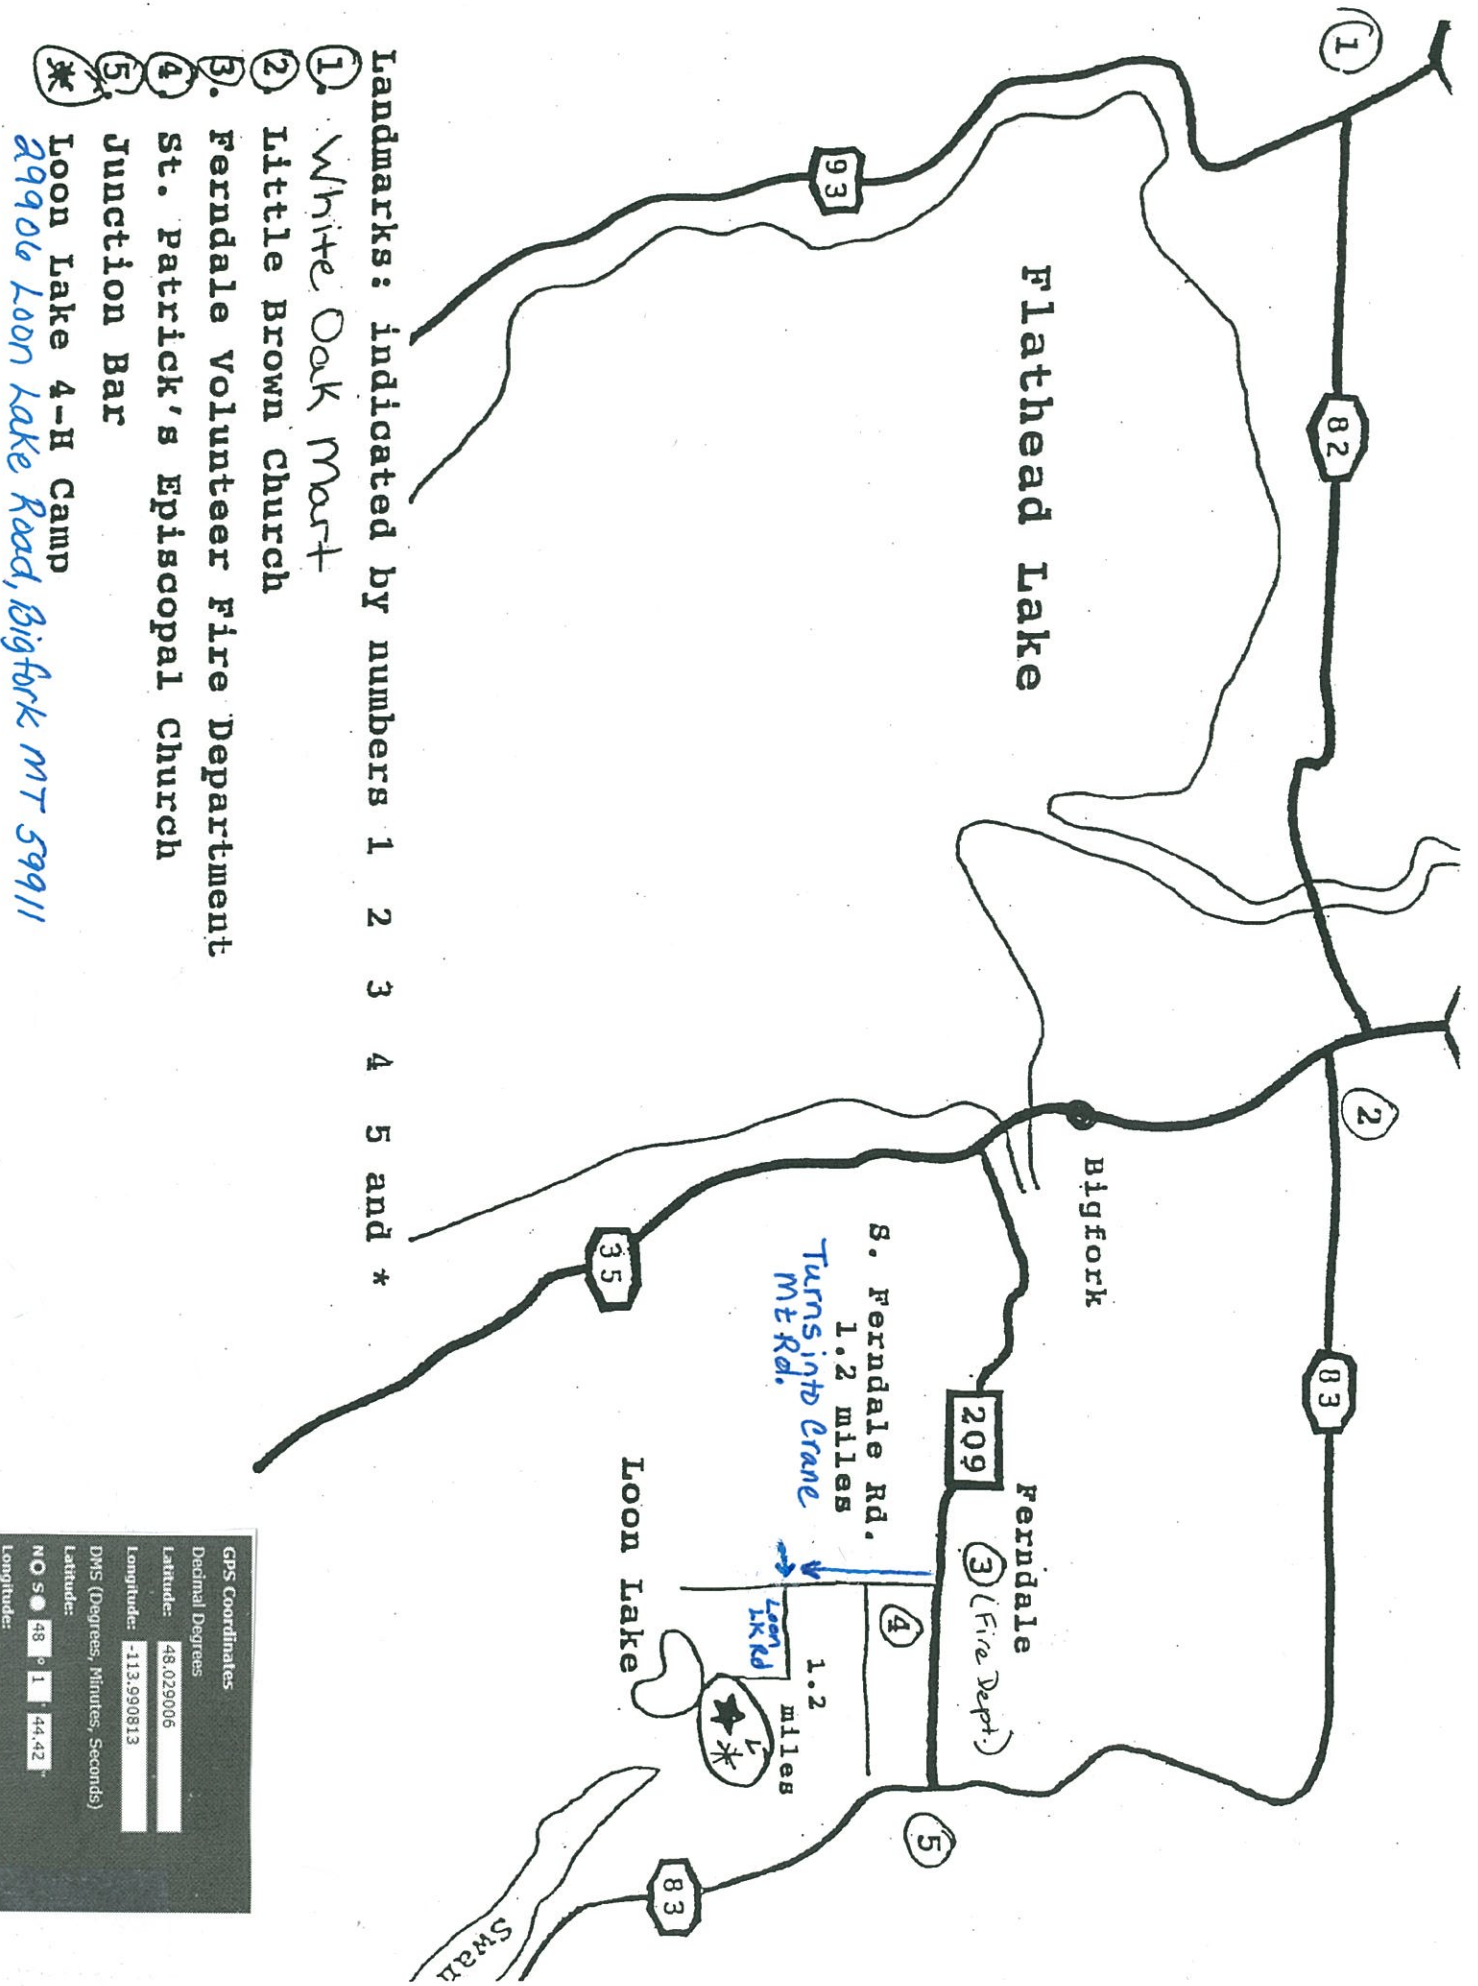 1
82
2
83
93
Flathead Lake
Bigfork
Ferndale
3 (Fire Dept.)
209
S. Ferndale Rd.
1.2 miles
Turns into Crane
Mt Rd.
4
5
Loon
LK Rd
1.2
miles
Loon Lake
*
35
83
Swan
Landmarks: indicated by numbers 1 2 3 4 5 and *
1. White Oak Mart
2. Little Brown Church
3. Ferndale Volunteer Fire Department
4. St. Patrick's Episcopal Church
5. Junction Bar
* Loon Lake 4-H Camp
29906 Loon Lake Road, Bigfork MT 59911
GPS Coordinates
Decimal Degrees
Latitude: 48.029006
Longitude: -113.990813
DMS (Degrees, Minutes, Seconds)
Latitude:
N O S 48 ° 1 ' 44.42 "
Longitude: